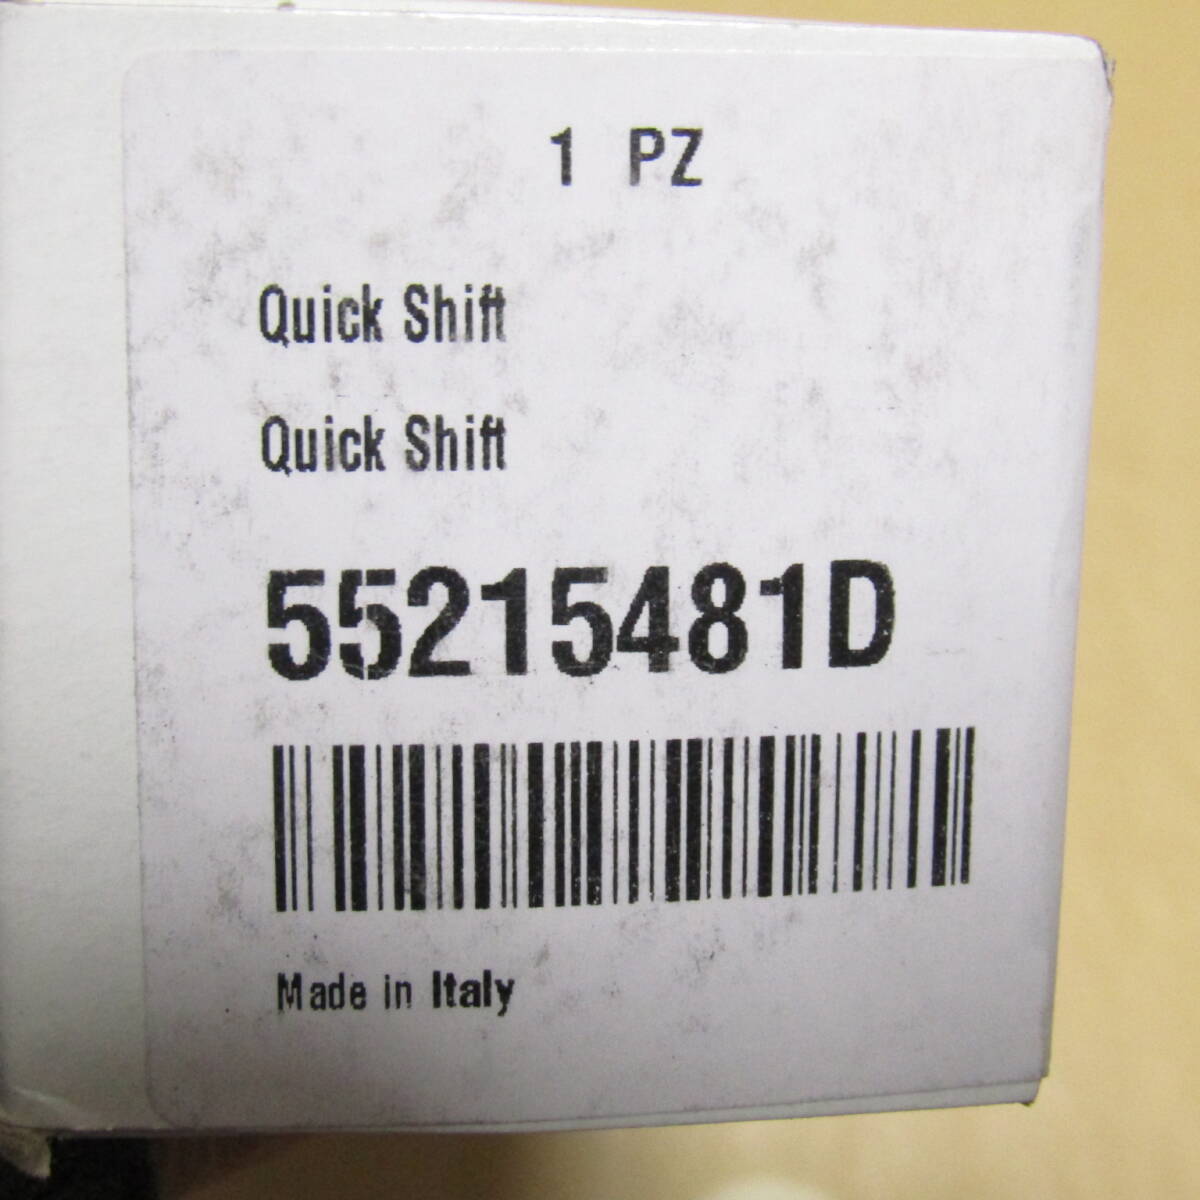 1 PZ
Quick Shift
Quick Shift
55215481D
Made in Italy